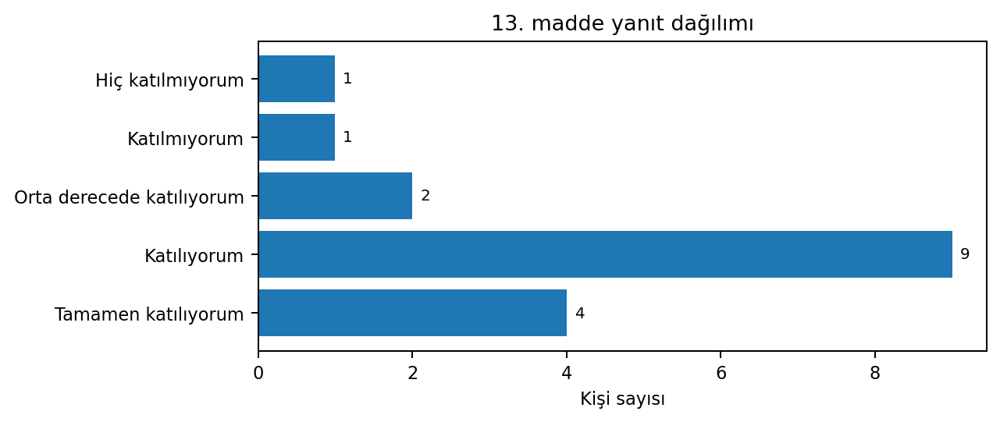 13. madde yanıt dağılımı
Hiç katılmıyorum 1
Katılmıyorum 1
Orta derecede katılıyorum 2
Katılıyorum 9
Tamamen katılıyorum 4
0 2 4 6 8
Kişi sayısı